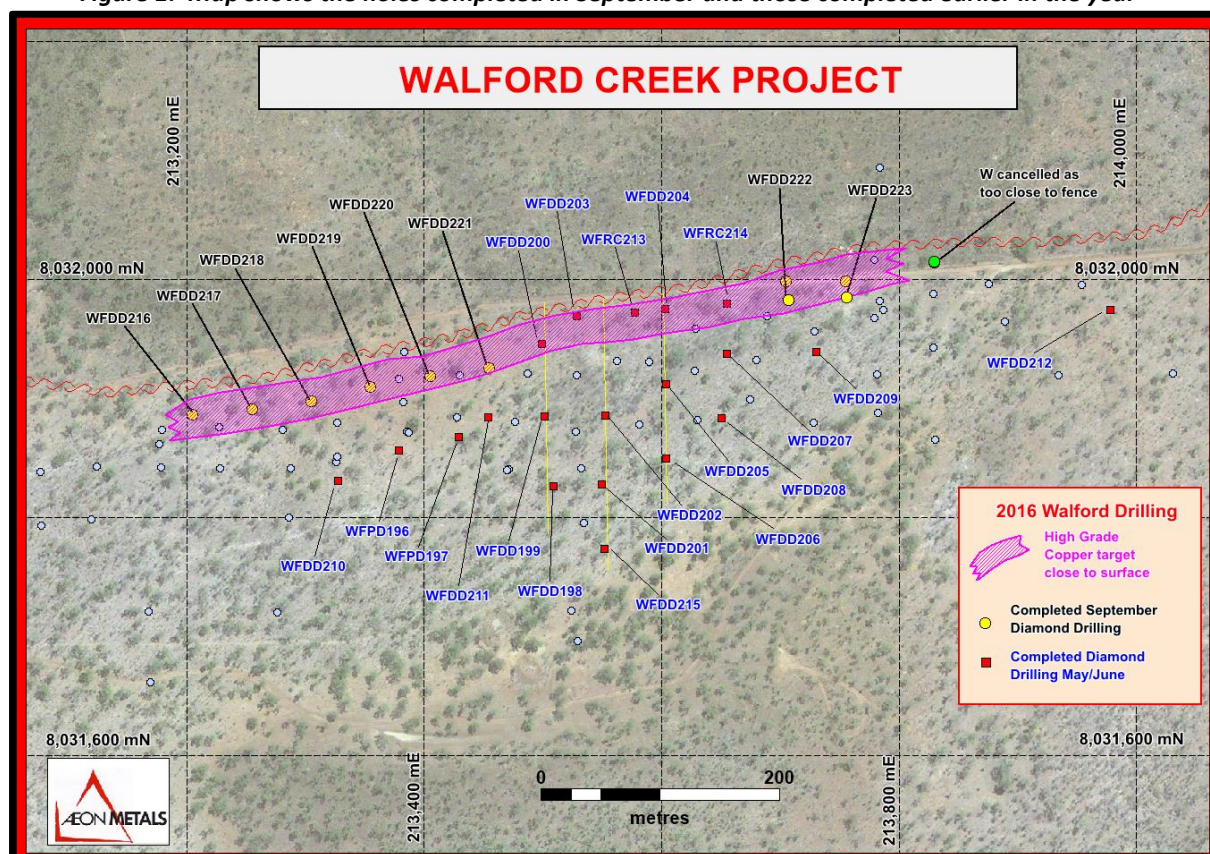 Figure 2: Map shows the holes completed in September and those completed earlier in the year
WALFORD CREEK PROJECT
213,200 mE
214,000 mE
W cancelled as
too close to fence
WFDD222
WFDD223
WFDD203
WFDD204
WFDD220
WFDD221
WFDD200
WFRC213
WFRC214
WFDD219
WFDD218
WFDD217
WFDD216
8,032,000 mN
8,032,000 mN
WFDD212
WFDD209
WFDD207
WFDD205
WFDD208
WFDD206
WFDD202
WFDD201
WFDD215
WFDD198
WFDD199
WFDD211
WFPD197
WFPD196
WFDD210
2016 Walford Drilling
High Grade
Copper target
close to surface
Completed September
Diamond Drilling
Completed Diamond
Drilling May/June
8,031,600 mN
8,031,600 mN
213,400 mE
213,800 mE
0 200
metres
AEON METALS